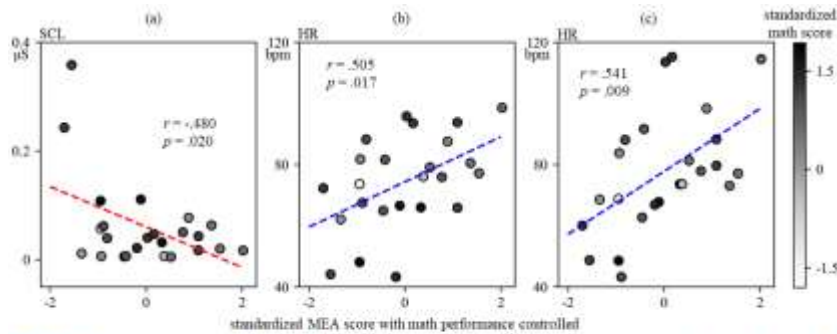 (a) (b) (c) standardized
math score
SCL HR HR
0.4 μS 120 bpm 120 bpm
r = -.480
p = .020
r = .505
p = .017
r = .541
p = .009
1.5
0.2 80 80
0
-1.5
40 40
-2 0 2 -2 0 2 -2 0 2
standardized MEA score with math performance controlled